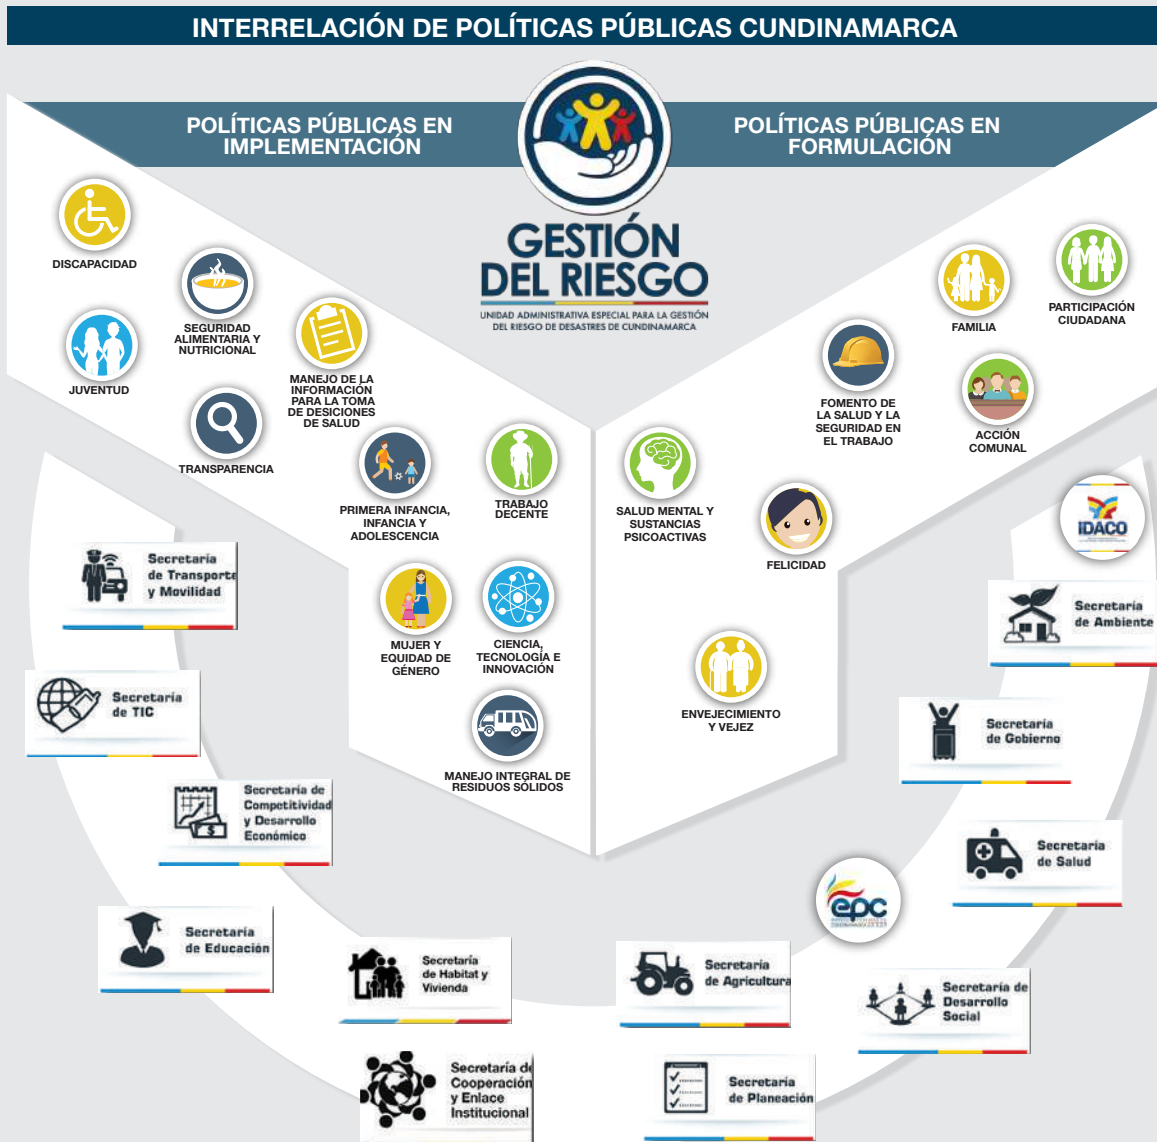 INTERRELACIÓN DE POLÍTICAS PÚBLICAS CUNDINAMARCA
POLÍTICAS PÚBLICAS EN
IMPLEMENTACIÓN
POLÍTICAS PÚBLICAS EN
FORMULACIÓN
GESTIÓN
DEL RIESGO
UNIDAD ADMINISTRATIVA ESPECIAL PARA LA GESTIÓN
DEL RIESGO DE DESASTRES DE CUNDINAMARCA
DISCAPACIDAD
SEGURIDAD
ALIMENTARIA Y
NUTRICIONAL
JUVENTUD
MANEJO DE LA
INFORMACIÓN
PARA LA TOMA
DE DESICIONES
DE SALUD
TRANSPARENCIA
PRIMERA INFANCIA,
INFANCIA Y
ADOLESCENCIA
TRABAJO
DECENTE
MUJER Y
EQUIDAD DE
GÉNERO
CIENCIA,
TECNOLOGÍA E
INNOVACIÓN
MANEJO INTEGRAL DE
RESIDUOS SÓLIDOS
FAMILIA
PARTICIPACIÓN
CIUDADANA
FOMENTO DE
LA SALUD Y LA
SEGURIDAD EN
EL TRABAJO
ACCIÓN
COMUNAL
SALUD MENTAL Y
SUSTANCIAS
PSICOACTIVAS
FELICIDAD
ENVEJECIMIENTO
Y VEJEZ
Secretaría
de Transporte
y Movilidad
Secretaría
de TIC
Secretaría de
Competitividad
y Desarrollo
Económico
Secretaría
de Educación
Secretaría
de Habitat y
Vivienda
Secretaría de
Cooperación
y Enlace
Institucional
Secretaría
de Agricultura
Secretaría
de Planeación
Secretaría de
Desarrollo
Social
epc
Secretaría
de Salud
Secretaría
de Gobierno
Secretaría
de Ambiente
iDACO